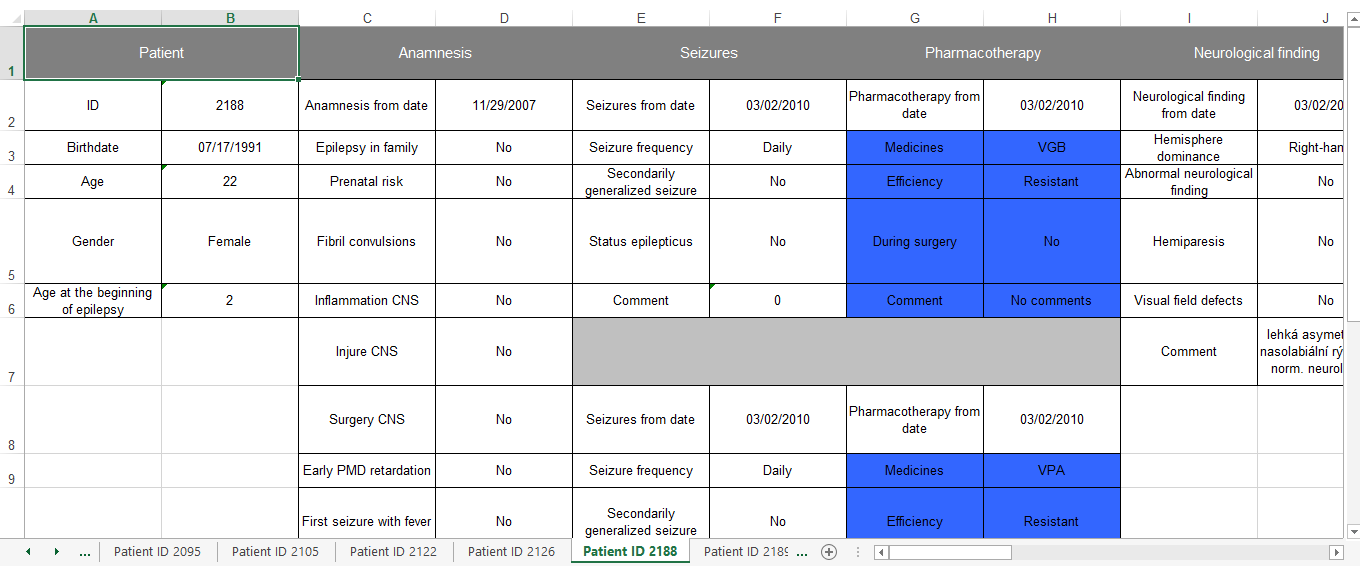 A B C D E F G H I J
1 Patient Anamnesis Seizures Pharmacotherapy Neurological finding
2 ID 2188 Anamnesis from date 11/29/2007 Seizures from date 03/02/2010 Pharmacotherapy from date 03/02/2010 Neurological finding from date 03/02/20
3 Birthdate 07/17/1991 Epilepsy in family No Seizure frequency Daily Medicines VGB Hemisphere dominance Right-han
4 Age 22 Prenatal risk No Secondarily generalized seizure No Efficiency Resistant Abnormal neurological finding No
5 Gender Female Fibril convulsions No Status epilepticus No During surgery No Hemiparesis No
6 Age at the beginning of epilepsy 2 Inflammation CNS No Comment 0 Comment No comments Visual field defects No
7 Injure CNS No Comment lehká asymet nasolabiální rý norm. neurol
8 Surgery CNS No Seizures from date 03/02/2010 Pharmacotherapy from date 03/02/2010
9 Early PMD retardation No Seizure frequency Daily Medicines VPA
First seizure with fever No Secondarily generalized seizure No Efficiency Resistant
... Patient ID 2095 Patient ID 2105 Patient ID 2122 Patient ID 2126 Patient ID 2188 Patient ID 2189 ...